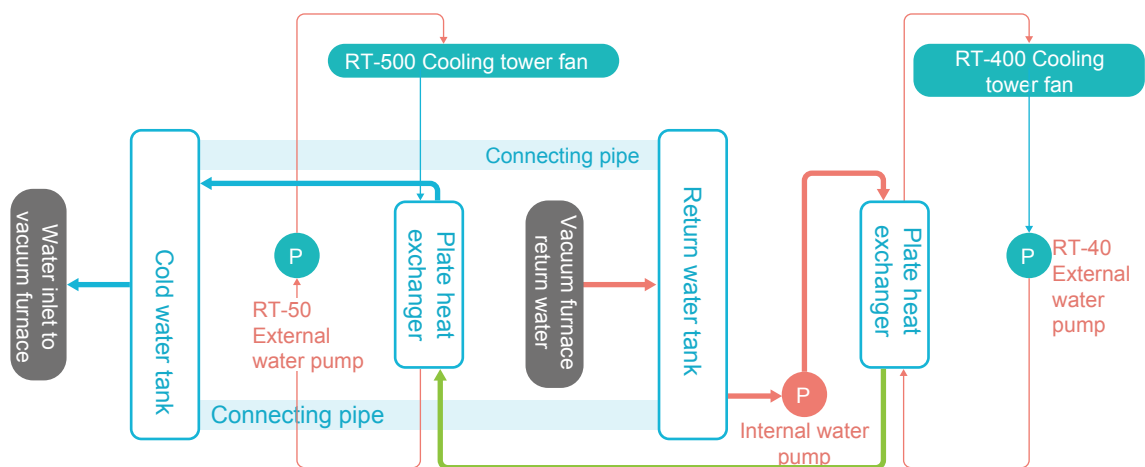 RT-500 Cooling tower fan
RT-400 Cooling
tower fan
Connecting pipe
Water inlet to
vacuum furnace
Cold water tank
P
RT-50
External
water pump
Plate heat
exchanger
Vacuum furnace
return water
Return water tank
Plate heat
exchanger
P
RT-40
External
water
pump
Connecting pipe
P
Internal water
pump